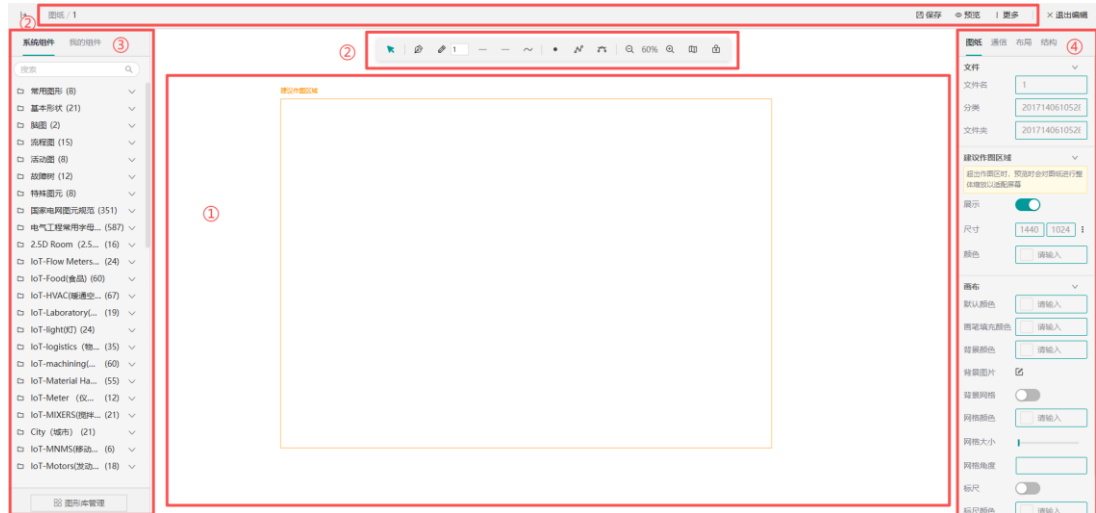 图纸 / 1
保存 预览 更多 × 退出编辑
②
系统组件 我的组件 ③
搜索
常用图形 (8)
基本形状 (21)
脑图 (2)
流程图 (15)
活动图 (8)
故障树 (12)
特殊图元 (8)
国家电网图元规范 (351)
电气工程常用字母... (587)
2.5D Room (2.5... (16)
IoT-Flow Meters... (24)
IoT-Food(食品) (60)
IoT-HVAC(暖通空... (67)
IoT-Laboratory(... (19)
IoT-light(灯) (24)
IoT-logistics (物... (35)
IoT-machining(... (60)
IoT-Material Ha... (55)
IoT-Meter (仪... (12)
IoT-MIXERS(搅拌... (21)
City (城市) (21)
IoT-MNMS(移动... (6)
IoT-Motors(发动... (18)
图形库管理
②
1
60%
建议作图区域
①
图纸 通信 布局 结构 ④
文件
文件名 1
分类 201714061052E
文件夹 201714061052E
建议作图区域
超出作图区时，预览时会对图纸进行整
体缩放以适配屏幕
展示
尺寸 1440 1024
颜色 请输入
画布
默认颜色 请输入
画笔填充颜色 请输入
背景颜色 请输入
背景图片
背景网格
网格颜色 请输入
网格大小
网格角度
标尺
标尺颜色 请输入